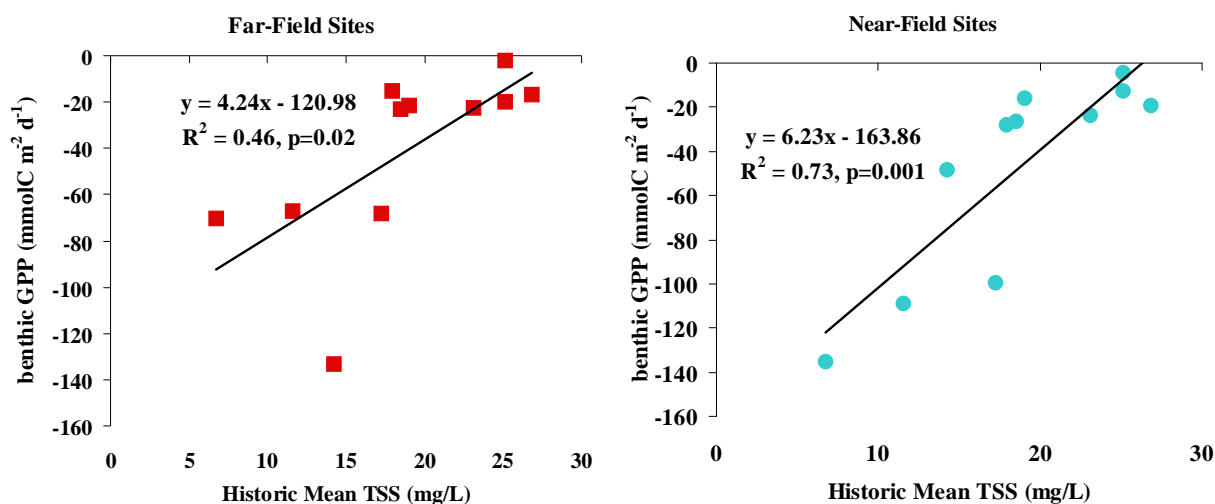 Far-Field Sites
benthic GPP (mmolC m-2 d-1)
0
-20
-40
-60
-80
-100
-120
-140
-160
y = 4.24x - 120.98
R2 = 0.46, p=0.02
0 5 10 15 20 25 30
Historic Mean TSS (mg/L)
Near-Field Sites
benthic GPP (mmolC m-2 d-1)
0
-20
-40
-60
-80
-100
-120
-140
-160
y = 6.23x - 163.86
R2 = 0.73, p=0.001
0 10 20 30
Historic Mean TSS (mg/L)